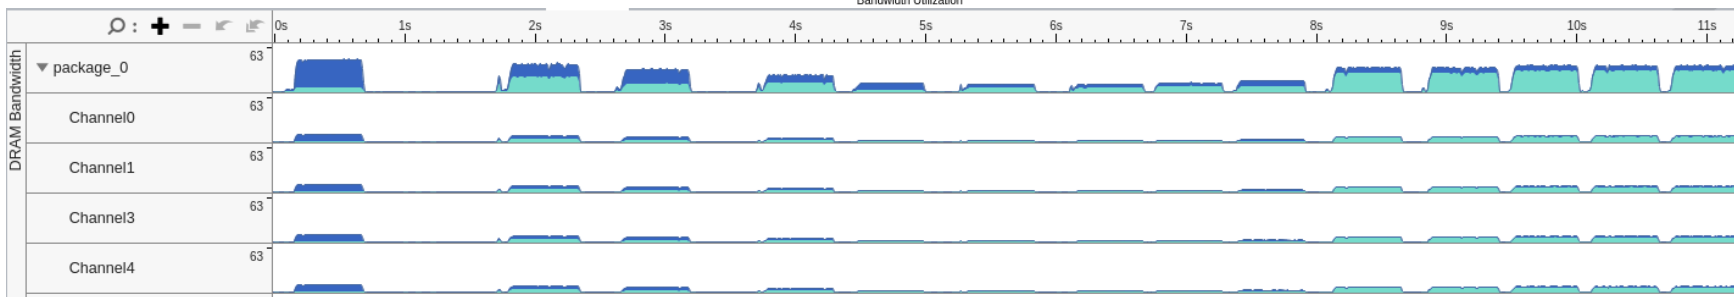 Bandwidth Utilization
: 0s 1s 2s 3s 4s 5s 6s 7s 8s 9s 10s 11s
DRAM Bandwidth
package_0 63
Channel0 63
Channel1 63
Channel3 63
Channel4 63